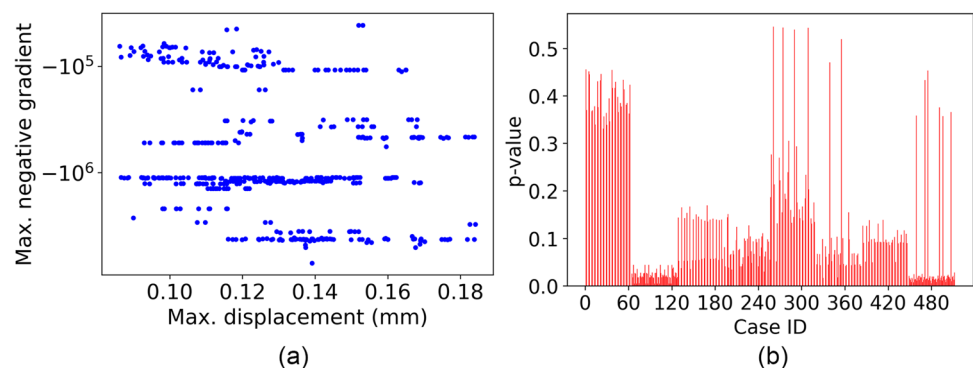 Max. negative gradient
−10⁵
−10⁶
0.10 0.12 0.14 0.16 0.18
Max. displacement (mm)
(a)
p-value
0.5
0.4
0.3
0.2
0.1
0.0
0 60 120 180 240 300 360 420 480
Case ID
(b)